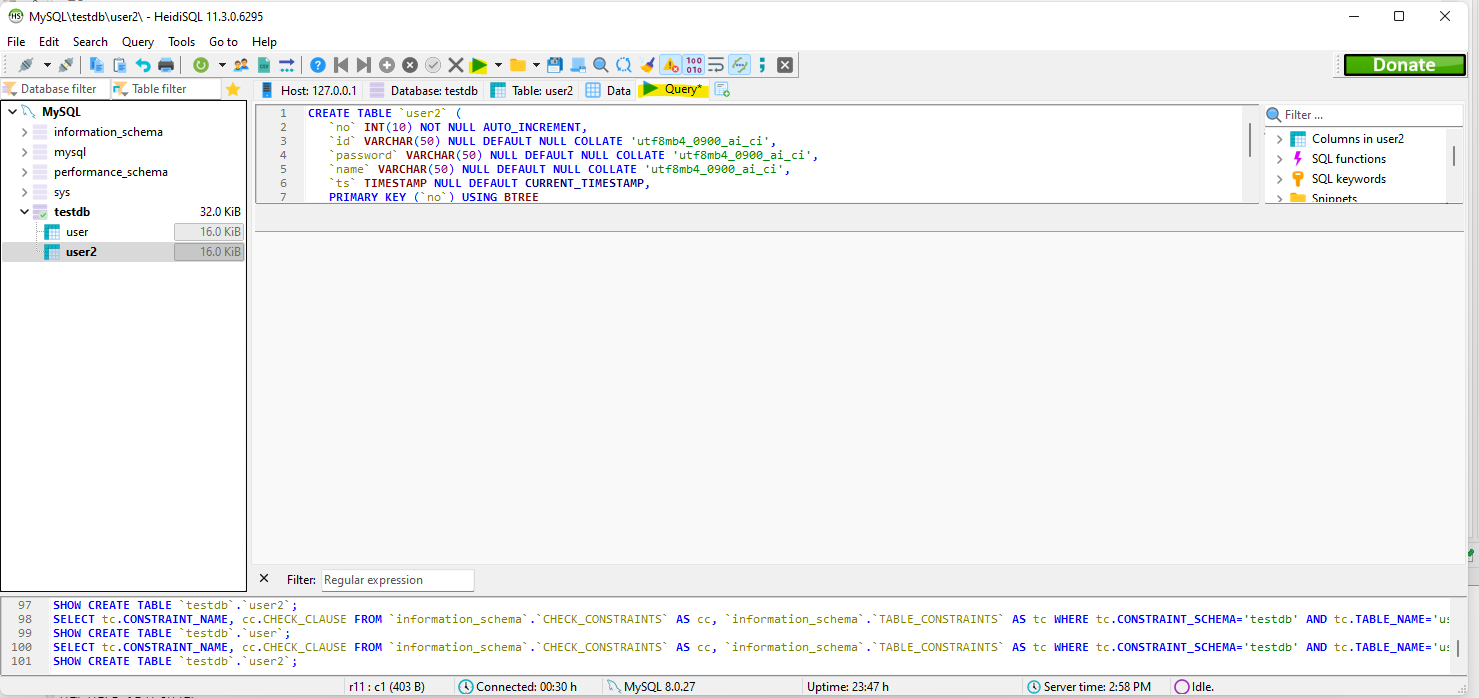 MySQL\testdb\user2\ - HeidiSQL 11.3.0.6295
File Edit Search Query Tools Go to Help
Donate
Database filter Table filter
Host: 127.0.0.1 Database: testdb Table: user2 Data Query*
MySQL
information_schema
mysql
performance_schema
sys
testdb 32.0 KiB
user 16.0 KiB
user2 16.0 KiB
1 CREATE TABLE `user2` (
2 `no` INT(10) NOT NULL AUTO_INCREMENT,
3 `id` VARCHAR(50) NULL DEFAULT NULL COLLATE 'utf8mb4_0900_ai_ci',
4 `password` VARCHAR(50) NULL DEFAULT NULL COLLATE 'utf8mb4_0900_ai_ci',
5 `name` VARCHAR(50) NULL DEFAULT NULL COLLATE 'utf8mb4_0900_ai_ci',
6 `ts` TIMESTAMP NULL DEFAULT CURRENT_TIMESTAMP,
7 PRIMARY KEY (`no`) USING BTREE
Filter ...
Columns in user2
SQL functions
SQL keywords
Snippets
Filter: Regular expression
97 SHOW CREATE TABLE `testdb`.`user2`;
98 SELECT tc.CONSTRAINT_NAME, cc.CHECK_CLAUSE FROM `information_schema`.`CHECK_CONSTRAINTS` AS cc, `information_schema`.`TABLE_CONSTRAINTS` AS tc WHERE tc.CONSTRAINT_SCHEMA='testdb' AND tc.TABLE_NAME='us
99 SHOW CREATE TABLE `testdb`.`user`;
100 SELECT tc.CONSTRAINT_NAME, cc.CHECK_CLAUSE FROM `information_schema`.`CHECK_CONSTRAINTS` AS cc, `information_schema`.`TABLE_CONSTRAINTS` AS tc WHERE tc.CONSTRAINT_SCHEMA='testdb' AND tc.TABLE_NAME='us
101 SHOW CREATE TABLE `testdb`.`user2`;
r11 : c1 (403 B) Connected: 00:30 h MySQL 8.0.27 Uptime: 23:47 h Server time: 2:58 PM Idle.